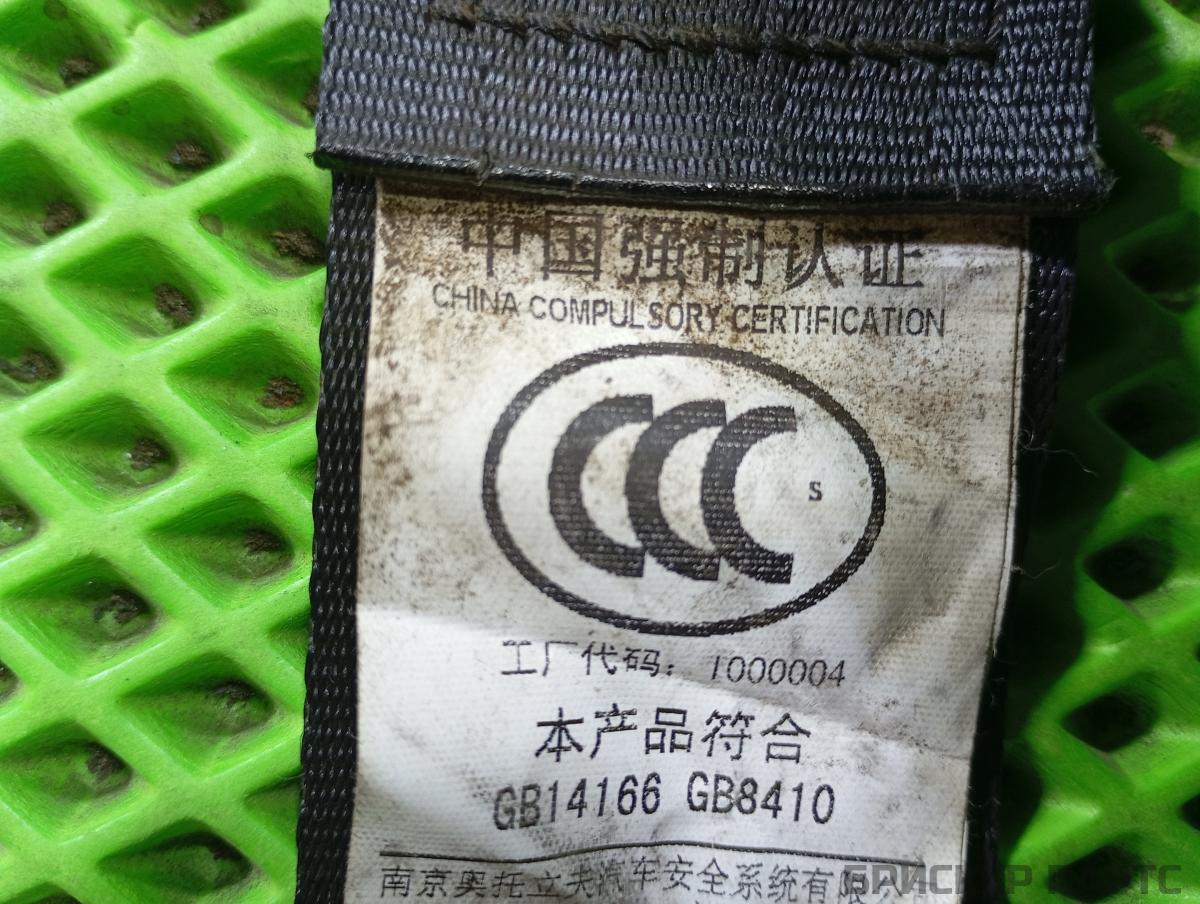 中国强制认证
CHINA COMPULSORY CERTIFICATION
CCC S
工厂代码：1000004
本产品符合
GB14166 GB8410
南京奥托立夫汽车安全系统有限